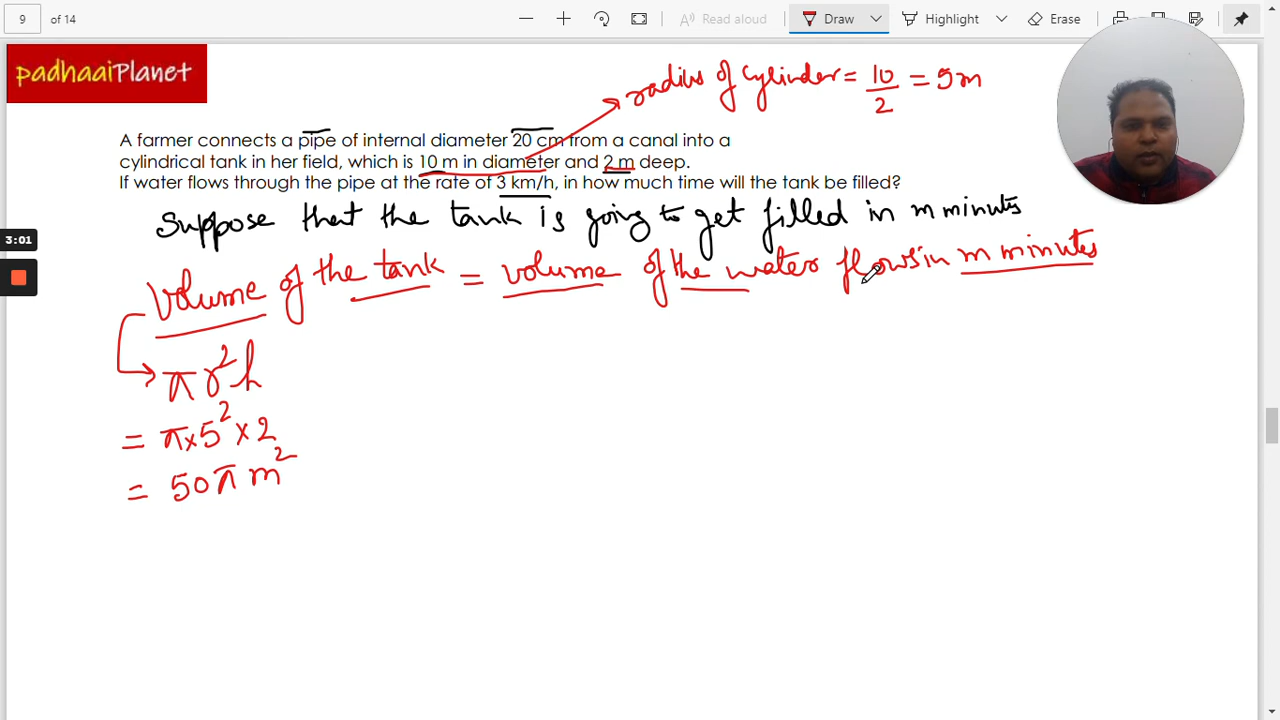 9 of 14
Read aloud
Draw
Highlight
Erase
padhaaiPlanet
radius of cylinder = 10/2 = 5m
A farmer connects a pipe of internal diameter 20 cm from a canal into a
cylindrical tank in her field, which is 10 m in diameter and 2 m deep.
If water flows through the pipe at the rate of 3 km/h, in how much time will the tank be filled?
3:01
Suppose that the tank is going to get filled in m minutes
Volume of the tank = volume of the water flows in m minutes
πr²h
= π×5²×2
= 50π m²